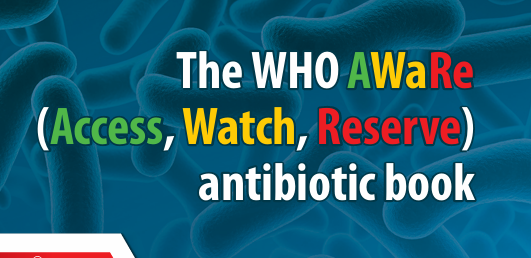 The WHO AWaRe
(Access, Watch, Reserve)
antibiotic book